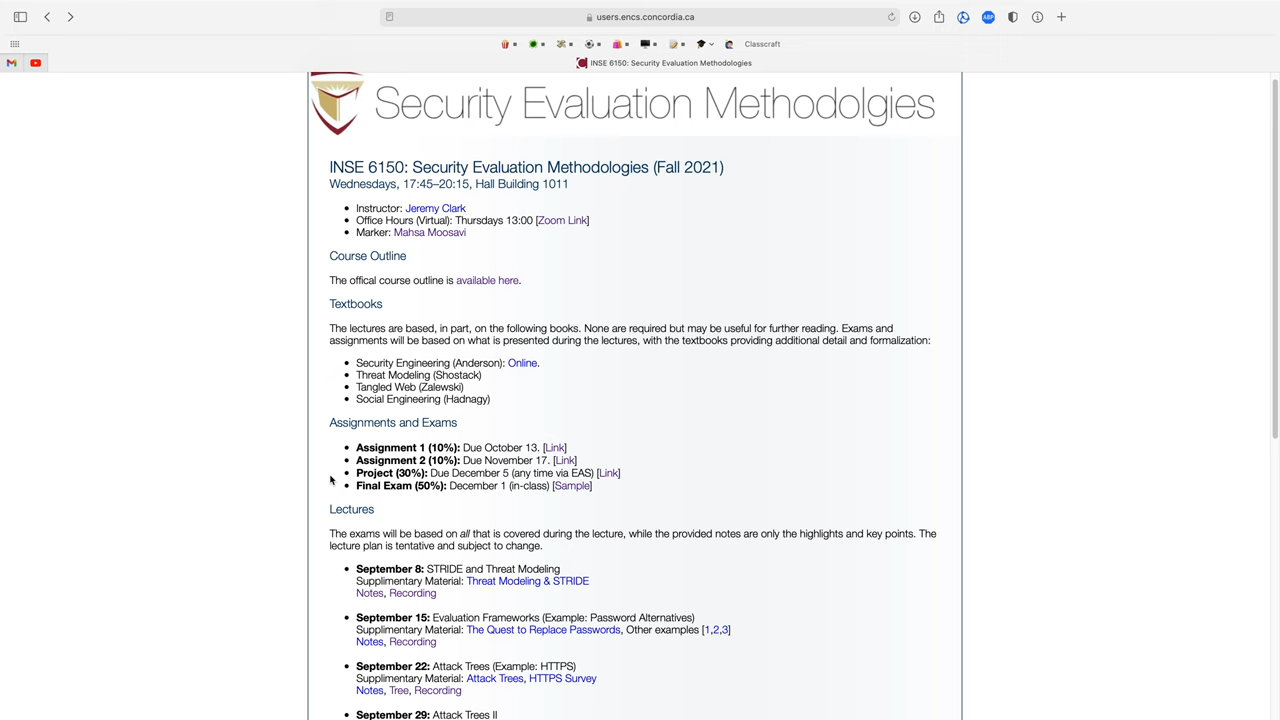 users.encs.concordia.ca
ABP
Classcraft
INSE 6150: Security Evaluation Methodologies
Security Evaluation Methodolgies
INSE 6150: Security Evaluation Methodologies (Fall 2021)
Wednesdays, 17:45–20:15, Hall Building 1011
• Instructor: Jeremy Clark
• Office Hours (Virtual): Thursdays 13:00 [Zoom Link]
• Marker: Mahsa Moosavi
Course Outline
The offical course outline is available here.
Textbooks
The lectures are based, in part, on the following books. None are required but may be useful for further reading. Exams and
assignments will be based on what is presented during the lectures, with the textbooks providing additional detail and formalization:
• Security Engineering (Anderson): Online.
• Threat Modeling (Shostack)
• Tangled Web (Zalewski)
• Social Engineering (Hadnagy)
Assignments and Exams
• Assignment 1 (10%): Due October 13. [Link]
• Assignment 2 (10%): Due November 17. [Link]
• Project (30%): Due December 5 (any time via EAS) [Link]
• Final Exam (50%): December 1 (in-class) [Sample]
Lectures
The exams will be based on all that is covered during the lecture, while the provided notes are only the highlights and key points. The
lecture plan is tentative and subject to change.
• September 8: STRIDE and Threat Modeling
Supplimentary Material: Threat Modeling & STRIDE
Notes, Recording
• September 15: Evaluation Frameworks (Example: Password Alternatives)
Supplimentary Material: The Quest to Replace Passwords, Other examples [1,2,3]
Notes, Recording
• September 22: Attack Trees (Example: HTTPS)
Supplimentary Material: Attack Trees, HTTPS Survey
Notes, Tree, Recording
• September 29: Attack Trees II